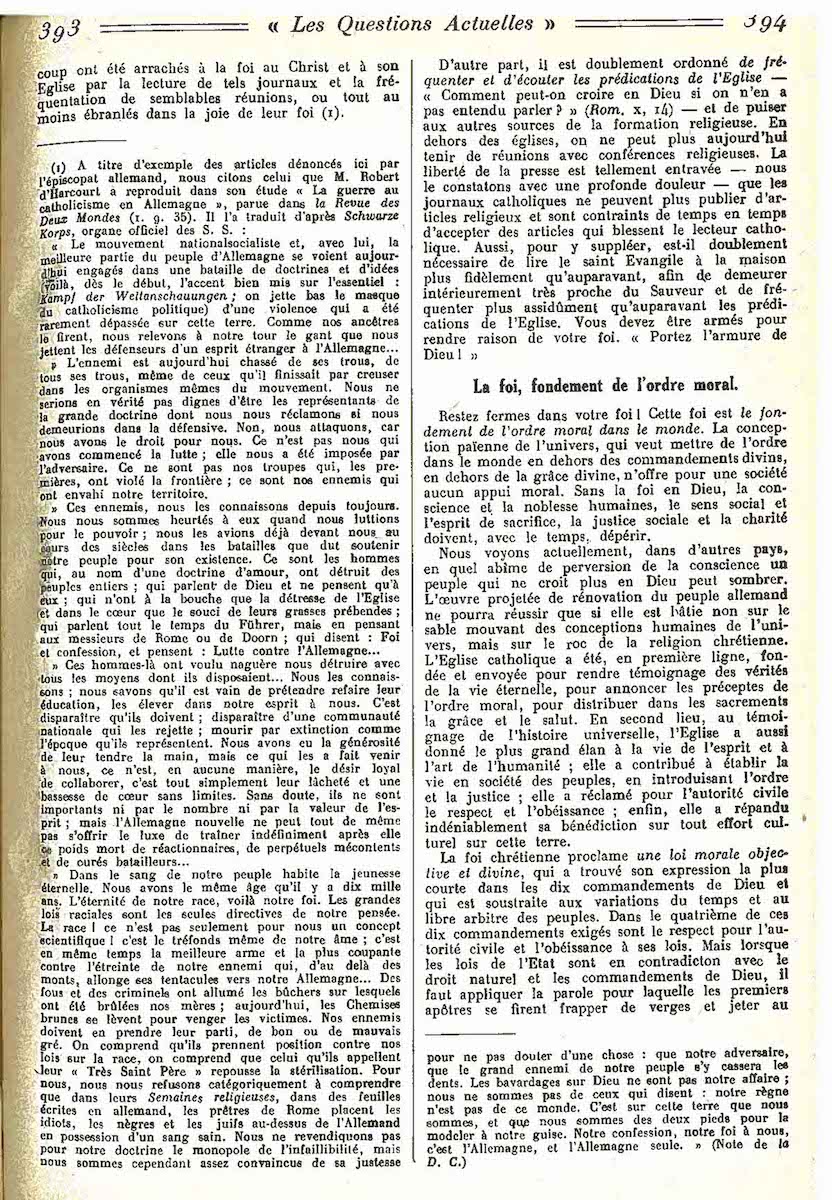 393
« Les Questions Actuelles »
394
coup ont été arrachés à la foi au Christ et à son
Eglise par la lecture de tels journaux et la fré-
quentation de semblables réunions, ou tout au
moins ébranlés dans la joie de leur foi (1).
(1) A titre d'exemple des articles dénoncés ici par
l'épiscopat allemand, nous citons celui que M. Robert
d'Harcourt a reproduit dans son étude « La guerre au
catholicisme en Allemagne », parue dans la Revue des
Deux Mondes (1. 9. 35). Il l'a traduit d'après Schwarze
Korps, organe officiel des S. S. :
« Le mouvement nationalsocialiste et, avec lui, la
meilleure partie du peuple d'Allemagne se voient aujour-
d'hui engagés dans une bataille de doctrines et d'idées
(voilà, dès le début, l'accent bien mis sur l'essentiel :
Kampf der Weltanschauungen ; on jette bas le masque
du catholicisme politique) d'une violence qui a été
rarement dépassée sur cette terre. Comme nos ancêtres
le firent, nous relevons à notre tour le gant que nous
jettent les défenseurs d'un esprit étranger à l'Allemagne...
» L'ennemi est aujourd'hui chassé de ses trous, de
tous ses trous, même de ceux qu'il finissait par creuser
dans les organismes mêmes du mouvement. Nous ne
serions en vérité pas dignes d'être les représentants de
la grande doctrine dont nous nous réclamons si nous
demeurions dans la défensive. Non, nous attaquons, car
nous avons le droit pour nous. Ce n'est pas nous qui
avons commencé la lutte ; elle nous a été imposée par
l'adversaire. Ce ne sont pas nos troupes qui, les pre-
mières, ont violé la frontière ; ce sont nos ennemis qui
ont envahi notre territoire.
» Ces ennemis, nous les connaissons depuis toujours.
Nous nous sommes heurtés à eux quand nous luttions
pour le pouvoir ; nous les avions déjà devant nous au
cours des siècles dans les batailles que dut soutenir
notre peuple pour son existence. Ce sont les hommes
qui, au nom d'une doctrine d'amour, ont détruit des
peuples entiers ; qui parlent de Dieu et ne pensent qu'à
eux ; qui n'ont à la bouche que la détresse de l'Eglise
et dans le cœur que le souci de leurs grasses prébendes ;
qui parlent tout le temps du Führer, mais en pensant
aux messieurs de Rome ou de Doorn ; qui disent : Foi
et confession, et pensent : Lutte contre l'Allemagne...
» Ces hommes-là ont voulu naguère nous détruire avec
tous les moyens dont ils disposaient... Nous les connais-
sons ; nous savons qu'il est vain de prétendre refaire leur
éducation, les élever dans notre esprit à nous. C'est
disparaître qu'ils doivent ; disparaître d'une communauté
nationale qui les rejette ; mourir par extinction comme
l'époque qu'ils représentent. Nous avons eu la générosité
de leur tendre la main, mais ce qui les a fait venir
à nous, ce n'est, en aucune manière, le désir loyal
de collaborer, c'est tout simplement leur lâcheté et une
bassesse de cœur sans limites. Sans doute, ils ne sont
importants ni par le nombre ni par la valeur de l'es-
prit ; mais l'Allemagne nouvelle ne peut tout de même
pas s'offrir le luxe de traîner indéfiniment après elle
ce poids mort de réactionnaires, de perpétuels mécontents
et de curés batailleurs...
» Dans le sang de notre peuple habite la jeunesse
éternelle. Nous avons le même âge qu'il y a dix mille
ans. L'éternité de notre race, voilà notre foi. Les grandes
lois raciales sont les seules directives de notre pensée.
La race ! ce n'est pas seulement pour nous un concept
scientifique ! c'est le tréfonds même de notre âme ; c'est
en même temps la meilleure arme et la plus coupante
contre l'étreinte de notre ennemi qui, d'au delà des
monts, allonge ses tentacules vers notre Allemagne... Des
fous et des criminels ont allumé les bûchers sur lesquels
ont été brûlées nos mères ; aujourd'hui, les Chemises
brunes se lèvent pour venger les victimes. Nos ennemis
doivent en prendre leur parti, de bon ou de mauvais
gré. On comprend qu'ils prennent position contre nos
lois sur la race, on comprend que celui qu'ils appellent
leur « Très Saint Père » repousse la stérilisation. Pour
nous, nous nous refusons catégoriquement à comprendre
que dans leurs Semaines religieuses, dans des feuilles
écrites en allemand, les prêtres de Rome placent les
idiots, les nègres et les juifs au-dessus de l'Allemand
en possession d'un sang sain. Nous ne revendiquons pas
pour notre doctrine le monopole de l'infaillibilité, mais
nous sommes cependant assez convaincus de sa justesse
D'autre part, il est doublement ordonné de fré-
quenter et d'écouter les prédications de l'Eglise —
« Comment peut-on croire en Dieu si on n'en a
pas entendu parler ? » (Rom. x, 14) — et de puiser
aux autres sources de la formation religieuse. En
dehors des églises, on ne peut plus aujourd'hui
tenir de réunions avec conférences religieuses. La
liberté de la presse est tellement entravée — nous
le constatons avec une profonde douleur — que les
journaux catholiques ne peuvent plus publier d'ar-
ticles religieux et sont contraints de temps en temps
d'accepter des articles qui blessent le lecteur catho-
lique. Aussi, pour y suppléer, est-il doublement
nécessaire de lire le saint Evangile à la maison
plus fidèlement qu'auparavant, afin de demeurer
intérieurement très proche du Sauveur et de fré-
quenter plus assidûment qu'auparavant les prédi-
cations de l'Eglise. Vous devez être armés pour
rendre raison de votre foi. « Portez l'armure de
Dieu ! »
La foi, fondement de l'ordre moral.
Restez fermes dans votre foi ! Cette foi est le fon-
dement de l'ordre moral dans le monde. La concep-
tion païenne de l'univers, qui veut mettre de l'ordre
dans le monde en dehors des commandements divins,
en dehors de la grâce divine, n'offre pour une société
aucun appui moral. Sans la foi en Dieu, la con-
science et la noblesse humaines, le sens social et
l'esprit de sacrifice, la justice sociale et la charité
doivent, avec le temps, dépérir.
Nous voyons actuellement, dans d'autres pays,
en quel abîme de perversion de la conscience un
peuple qui ne croit plus en Dieu peut sombrer.
L'œuvre projetée de rénovation du peuple allemand
ne pourra réussir que si elle est bâtie non sur le
sable mouvant des conceptions humaines de l'uni-
vers, mais sur le roc de la religion chrétienne.
L'Eglise catholique a été, en première ligne, fon-
dée et envoyée pour rendre témoignage des vérités
de la vie éternelle, pour annoncer les préceptes de
l'ordre moral, pour distribuer dans les sacrements
la grâce et le salut. En second lieu, au témoi-
gnage de l'histoire universelle, l'Eglise a aussi
donné le plus grand élan à la vie de l'esprit et à
l'art de l'humanité ; elle a contribué à établir la
vie en société des peuples, en introduisant l'ordre
et la justice ; elle a réclamé pour l'autorité civile
le respect et l'obéissance ; enfin, elle a répandu
indéniablement sa bénédiction sur tout effort cul-
turel sur cette terre.
La foi chrétienne proclame une loi morale objec-
tive et divine, qui a trouvé son expression la plus
courte dans les dix commandements de Dieu et
qui est soustraite aux variations du temps et au
libre arbitre des peuples. Dans le quatrième de ces
dix commandements exigés sont le respect pour l'au-
torité civile et l'obéissance à ses lois. Mais lorsque
les lois de l'Etat sont en contradicton avec le
droit naturel et les commandements de Dieu, il
faut appliquer la parole pour laquelle les premiers
apôtres se firent frapper de verges et jeter au
pour ne pas douter d'une chose : que notre adversaire,
que le grand ennemi de notre peuple s'y cassera les
dents. Les bavardages sur Dieu ne sont pas notre affaire ;
nous ne sommes pas de ceux qui disent : notre règne
n'est pas de ce monde. C'est sur cette terre que nous
sommes, et que nous sommes des deux pieds pour la
modeler à notre guise. Notre confession, notre foi à nous,
c'est l'Allemagne, et l'Allemagne seule. » (Note de la
D. C.)